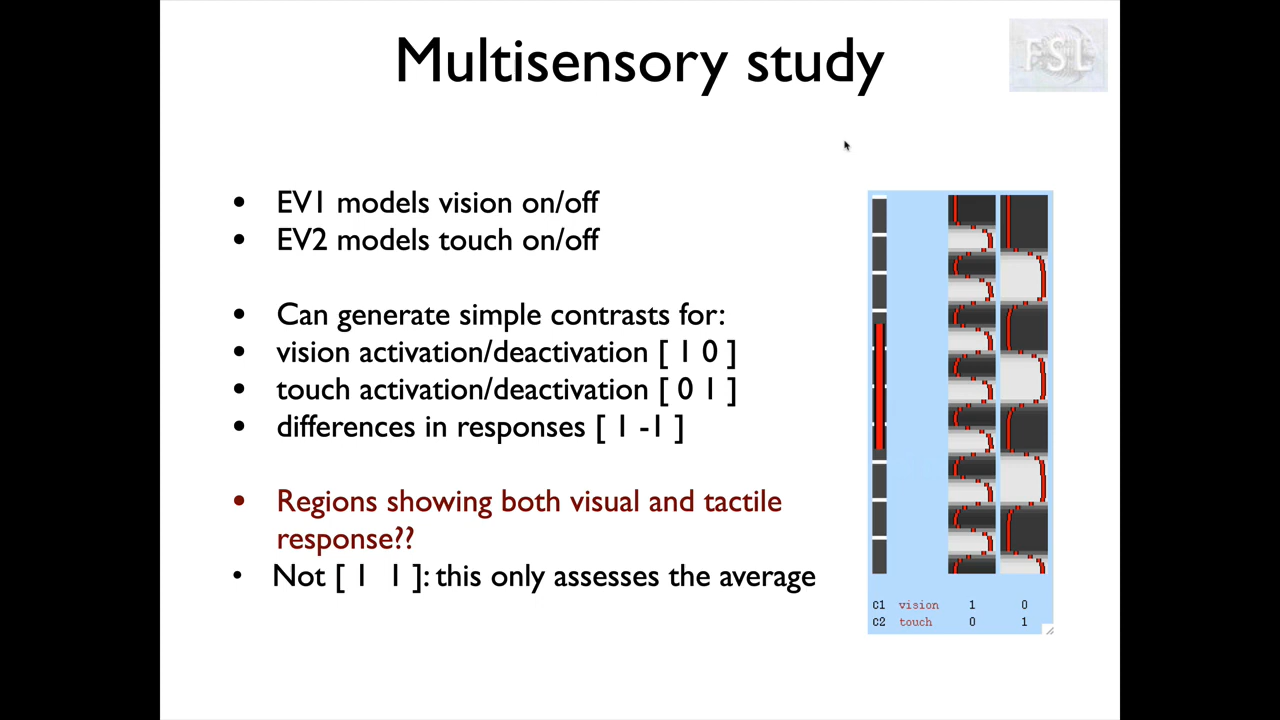 Multisensory study
FSL
• EV1 models vision on/off
• EV2 models touch on/off
• Can generate simple contrasts for:
• vision activation/deactivation [ 1 0 ]
• touch activation/deactivation [ 0 1 ]
• differences in responses [ 1 -1 ]
• Regions showing both visual and tactile
response??
• Not [ 1 1 ]: this only assesses the average
C1 vision 1 0
C2 touch 0 1